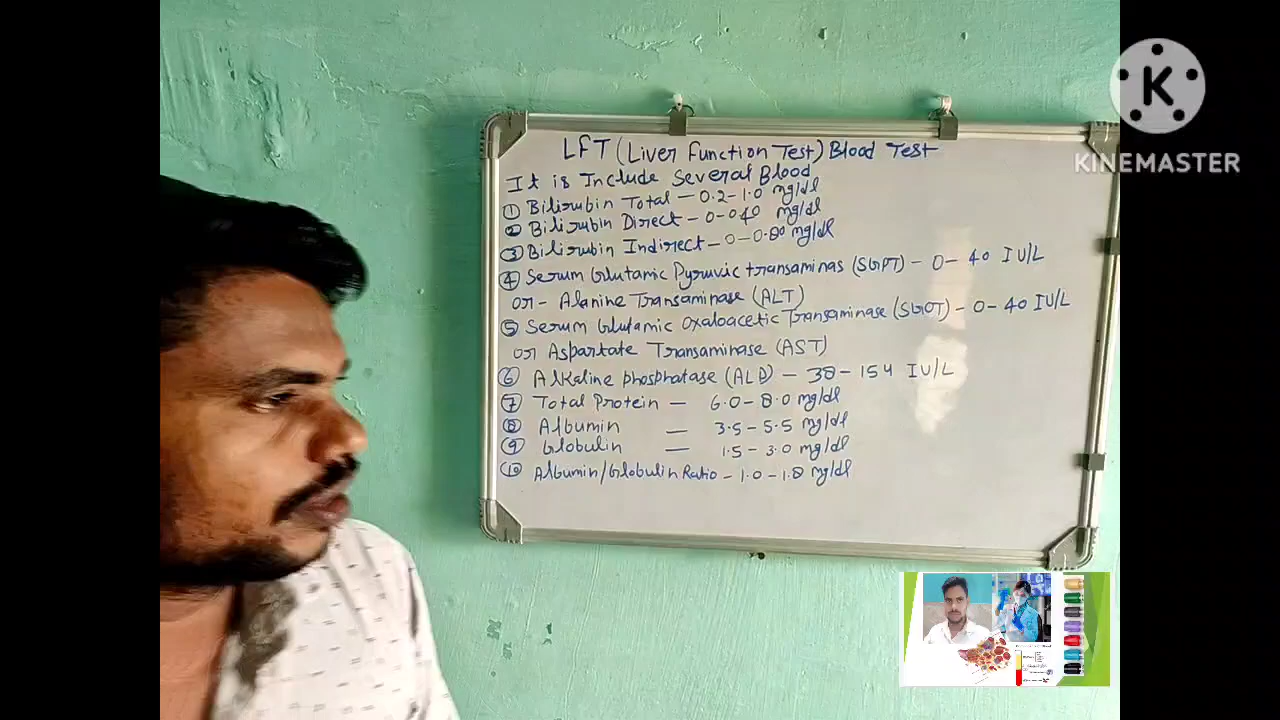 LFT (Liver Function Test) Blood Test
It is Include Several Blood
① Bilirubin Total – 0.2 – 1.0 mg/dl
② Bilirubin Direct – 0 – 0.40 mg/dl
③ Bilirubin Indirect – 0 – 0.80 mg/dl
④ Serum Glutamic Pyruvic transaminas (SGPT) – 0 – 40 IU/L
or – Alanine Transaminase (ALT)
⑤ Serum Glutamic Oxaloacetic Transaminase (SGOT) – 0 – 40 IU/L
or Aspartate Transaminase (AST)
⑥ Alkaline phosphatase (ALP) – 38 – 154 IU/L
⑦ Total Protein – 6.0 – 8.0 mg/dl
⑧ Albumin – 3.5 – 5.5 mg/dl
⑨ Globulin – 1.5 – 3.0 mg/dl
⑩ Albumin/Globulin Ratio – 1.0 – 1.8 mg/dl
K
KINEMASTER